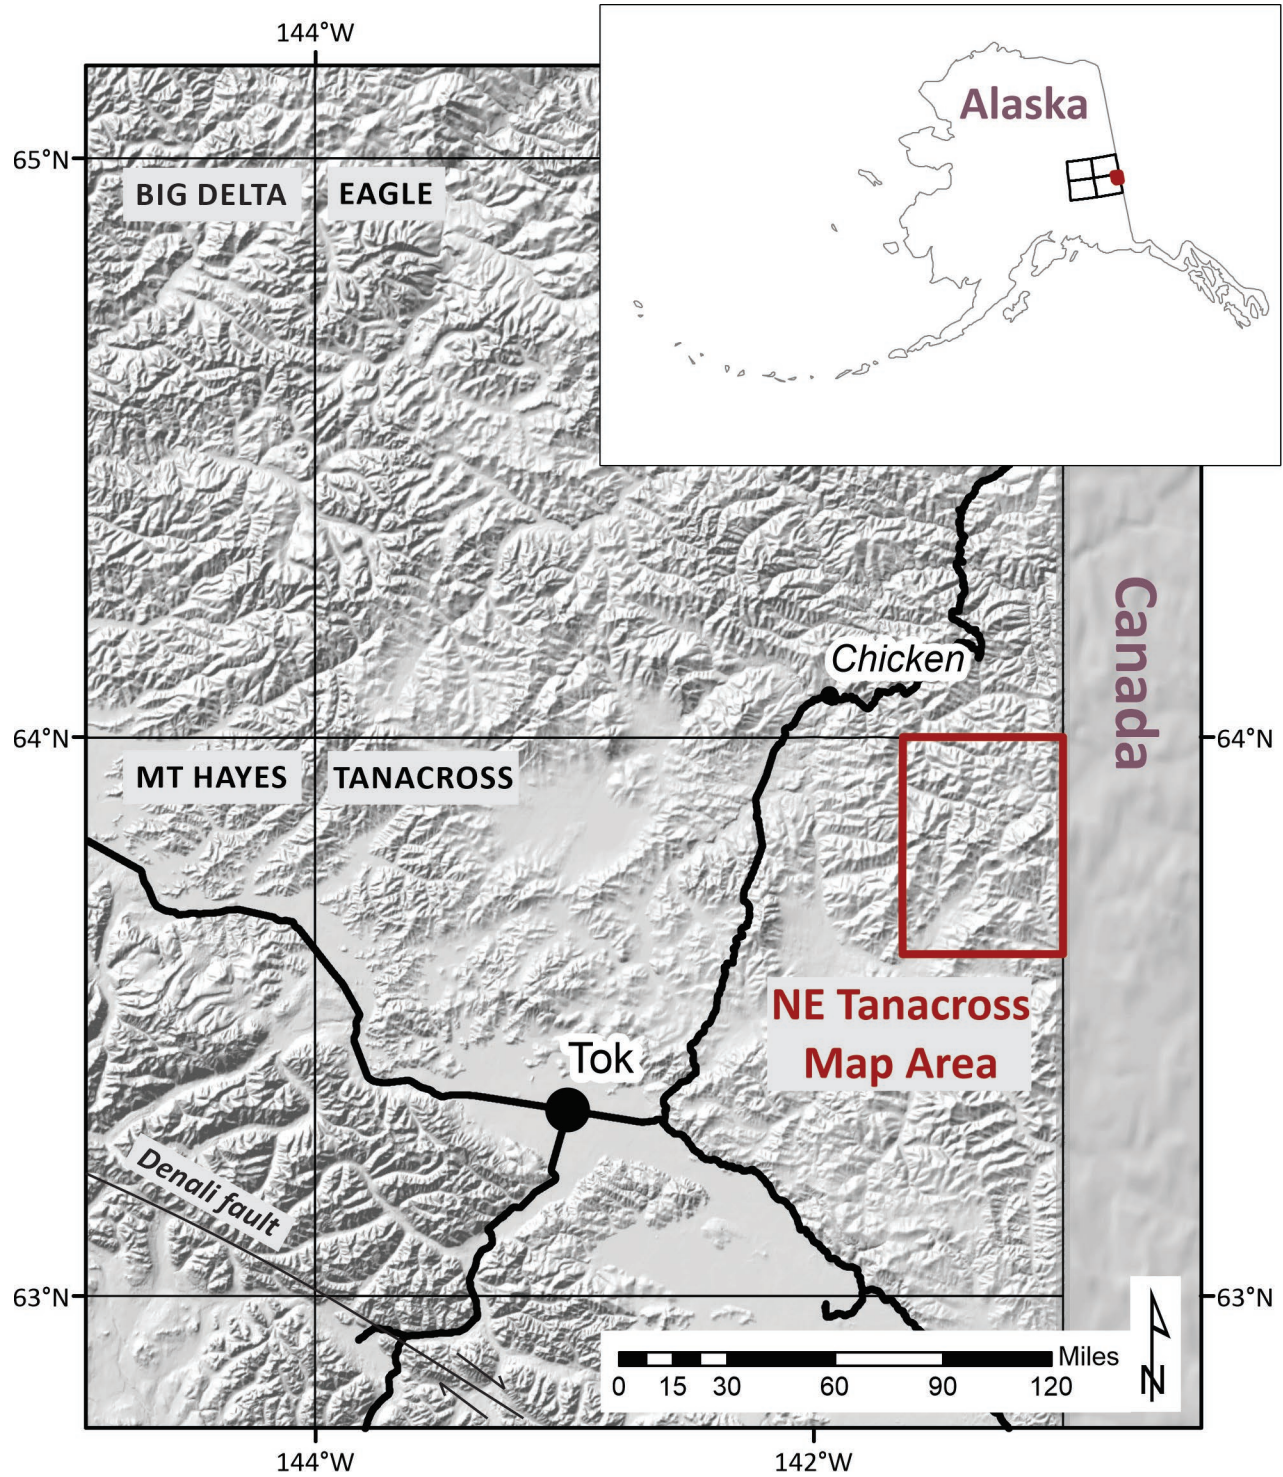 144°W
Alaska
65°N
BIG DELTA
EAGLE
Canada
Chicken
64°N
64°N
MT HAYES
TANACROSS
NE Tanacross
Map Area
Tok
Denali fault
63°N
63°N
Miles
0 15 30 60 90 120
N
144°W
142°W